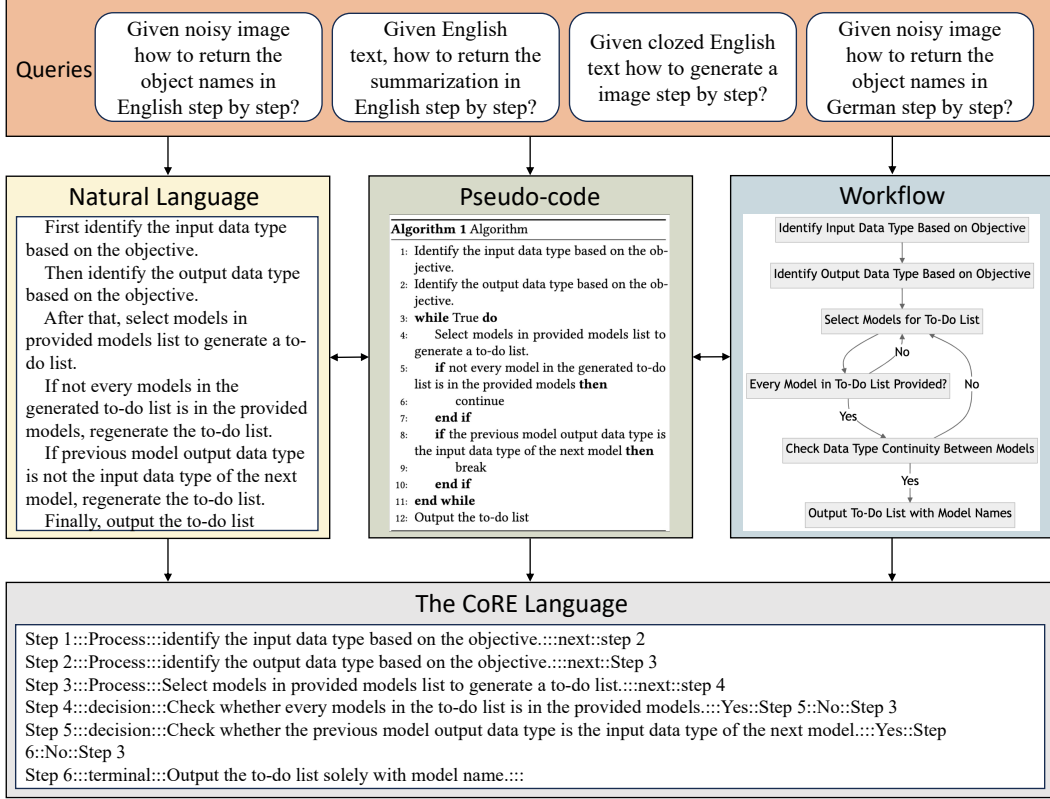 Queries
Given noisy image
how to return the
object names in
English step by step?
Given English
text, how to return the
summarization in
English step by step?
Given clozed English
text how to generate a
image step by step?
Given noisy image
how to return the
object names in
German step by step?
Natural Language
First identify the input data type
based on the objective.
Then identify the output data type
based on the objective.
After that, select models in
provided models list to generate a to-
do list.
If not every models in the
generated to-do list is in the provided
models, regenerate the to-do list.
If previous model output data type
is not the input data type of the next
model, regenerate the to-do list.
Finally, output the to-do list
Pseudo-code
Algorithm 1 Algorithm
1: Identify the input data type based on the ob-
jective.
2: Identify the output data type based on the ob-
jective.
3: while True do
4: Select models in provided models list to
generate a to-do list.
5: if not every model in the generated to-do
list is in the provided models then
6: continue
7: end if
8: if the previous model output data type is
the input data type of the next model then
9: break
10: end if
11: end while
12: Output the to-do list
Workflow
Identify Input Data Type Based on Objective
Identify Output Data Type Based on Objective
Select Models for To-Do List
No
Every Model in To-Do List Provided?
No
Yes
Check Data Type Continuity Between Models
Yes
Output To-Do List with Model Names
The CoRE Language
Step 1:::Process:::identify the input data type based on the objective.:::next::step 2
Step 2:::Process:::identify the output data type based on the objective.:::next::Step 3
Step 3:::Process:::Select models in provided models list to generate a to-do list.:::next::step 4
Step 4:::decision:::Check whether every models in the to-do list is in the provided models.:::Yes::Step 5::No::Step 3
Step 5:::decision:::Check whether the previous model output data type is the input data type of the next model.:::Yes::Step
6::No::Step 3
Step 6:::terminal:::Output the to-do list solely with model name.:::